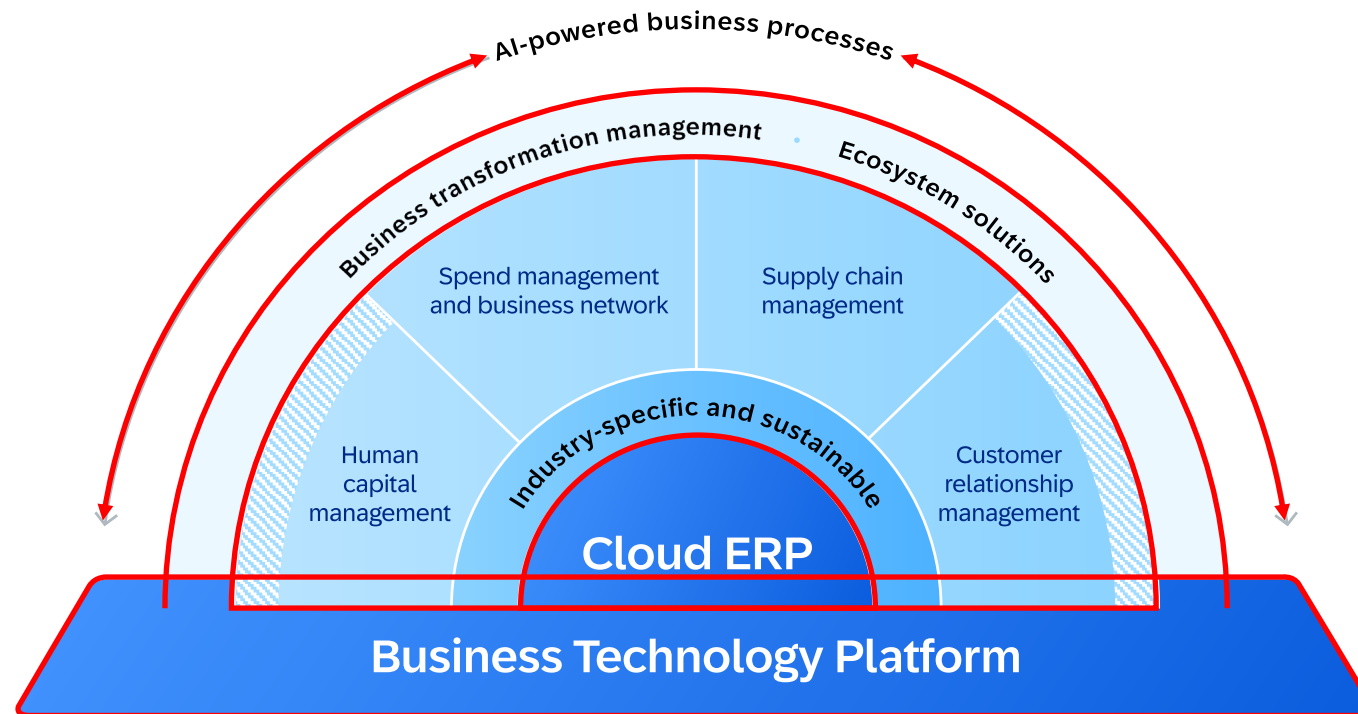 AI-powered business processes
Business transformation management
Ecosystem solutions
Spend management
and business network
Supply chain
management
Human
capital
management
Industry-specific and sustainable
Customer
relationship
management
Cloud ERP
Business Technology Platform